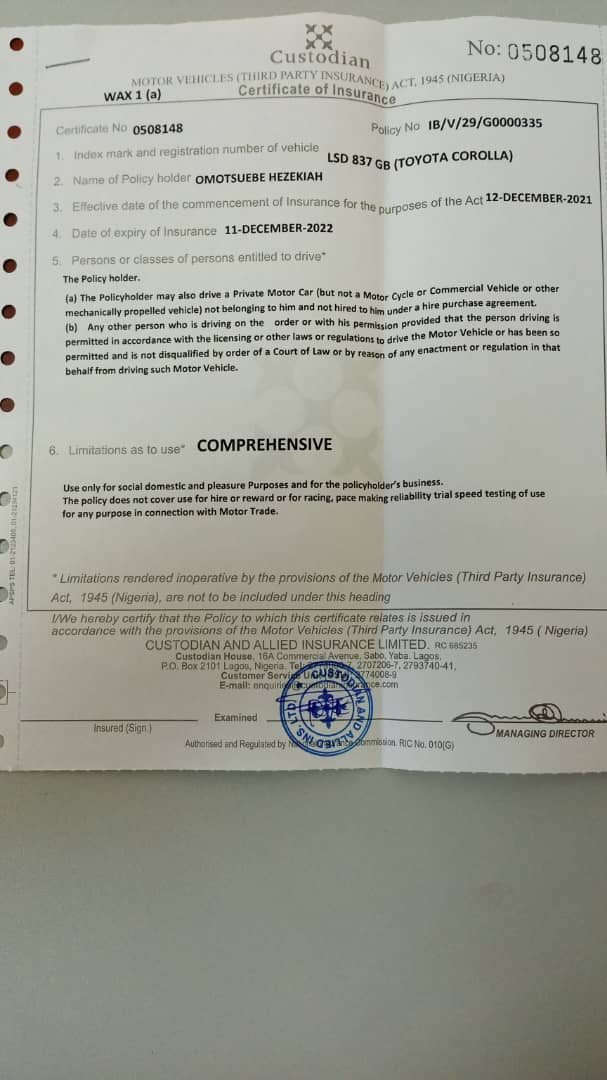 Custodian
No: 0508148
MOTOR VEHICLES (THIRD PARTY INSURANCE) ACT, 1945 (NIGERIA)
WAX 1 (a)
Certificate of Insurance
Certificate No 0508148
Policy No IB/V/29/G0000335
1. Index mark and registration number of vehicle LSD 837 GB (TOYOTA COROLLA)
2. Name of Policy holder OMOTSUEBE HEZEKIAH
3. Effective date of the commencement of Insurance for the purposes of the Act 12-DECEMBER-2021
4. Date of expiry of Insurance 11-DECEMBER-2022
5. Persons or classes of persons entitled to drive*
The Policy holder.
(a) The Policyholder may also drive a Private Motor Car (but not a Motor Cycle or Commercial Vehicle or other
mechanically propelled vehicle) not belonging to him and not hired to him under a hire purchase agreement.
(b) Any other person who is driving on the order or with his permission provided that the person driving is
permitted in accordance with the licensing or other laws or regulations to drive the Motor Vehicle or has been so
permitted and is not disqualified by order of a Court of Law or by reason of any enactment or regulation in that
behalf from driving such Motor Vehicle.
6. Limitations as to use* COMPREHENSIVE
Use only for social domestic and pleasure Purposes and for the policyholder's business.
The policy does not cover use for hire or reward or for racing, pace making reliability trial speed testing of use
for any purpose in connection with Motor Trade.
* Limitations rendered inoperative by the provisions of the Motor Vehicles (Third Party Insurance)
Act, 1945 (Nigeria), are not to be included under this heading
I/We hereby certify that the Policy to which this certificate relates is issued in
accordance with the provisions of the Motor Vehicles (Third Party Insurance) Act, 1945 ( Nigeria)
CUSTODIAN AND ALLIED INSURANCE LIMITED. RC 685235
Custodian House, 16A Commercial Avenue, Sabo, Yaba. Lagos,
P.O. Box 2101 Lagos, Nigeria. Tel: 2707206-7, 2793740-41,
Customer Service 2774008-9
E-mail:
CUSTODIAN AND ALLIED INS. LTD
Insured (Sign.)
Examined
MANAGING DIRECTOR
Authorised and Regulated by Commission. RIC No. 010(G)